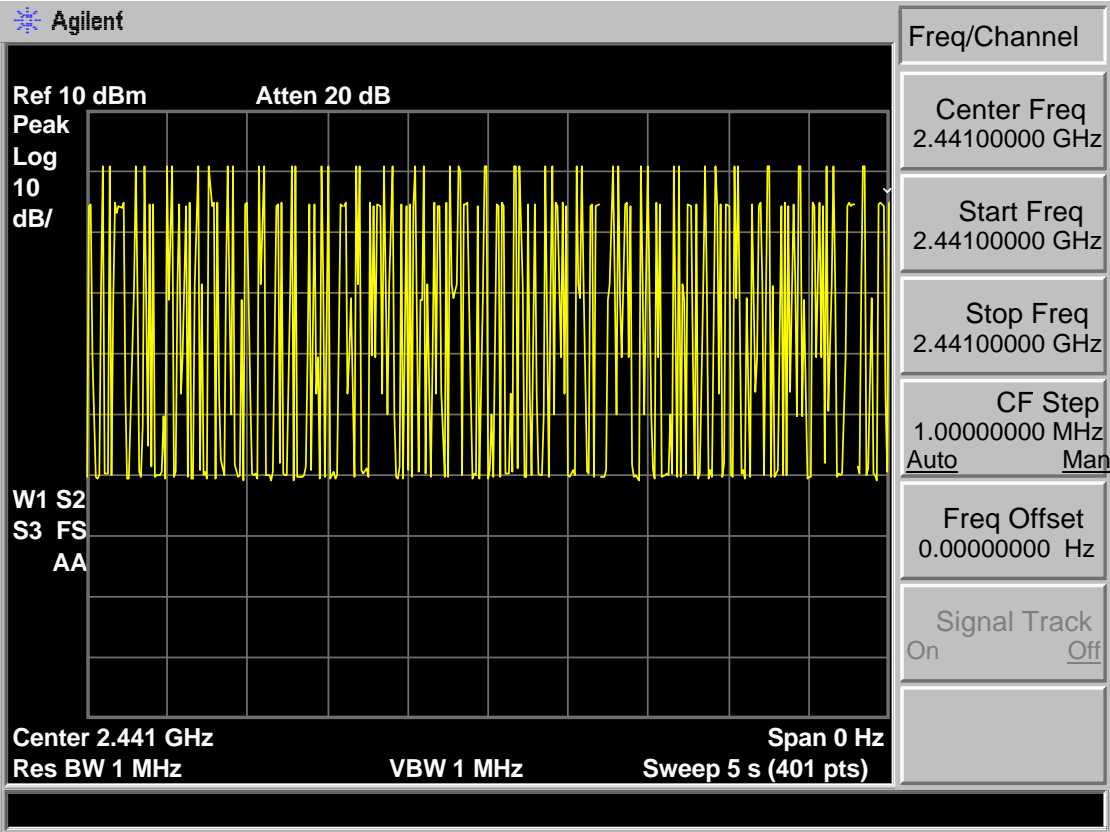 Agilent
Ref 10 dBm Atten 20 dB
Peak
Log
10
dB/
W1 S2
S3 FS
AA
Center 2.441 GHz Span 0 Hz
Res BW 1 MHz VBW 1 MHz Sweep 5 s (401 pts)
Freq/Channel
Center Freq
2.44100000 GHz
Start Freq
2.44100000 GHz
Stop Freq
2.44100000 GHz
CF Step
1.00000000 MHz
Auto Man
Freq Offset
0.00000000 Hz
Signal Track
On Off